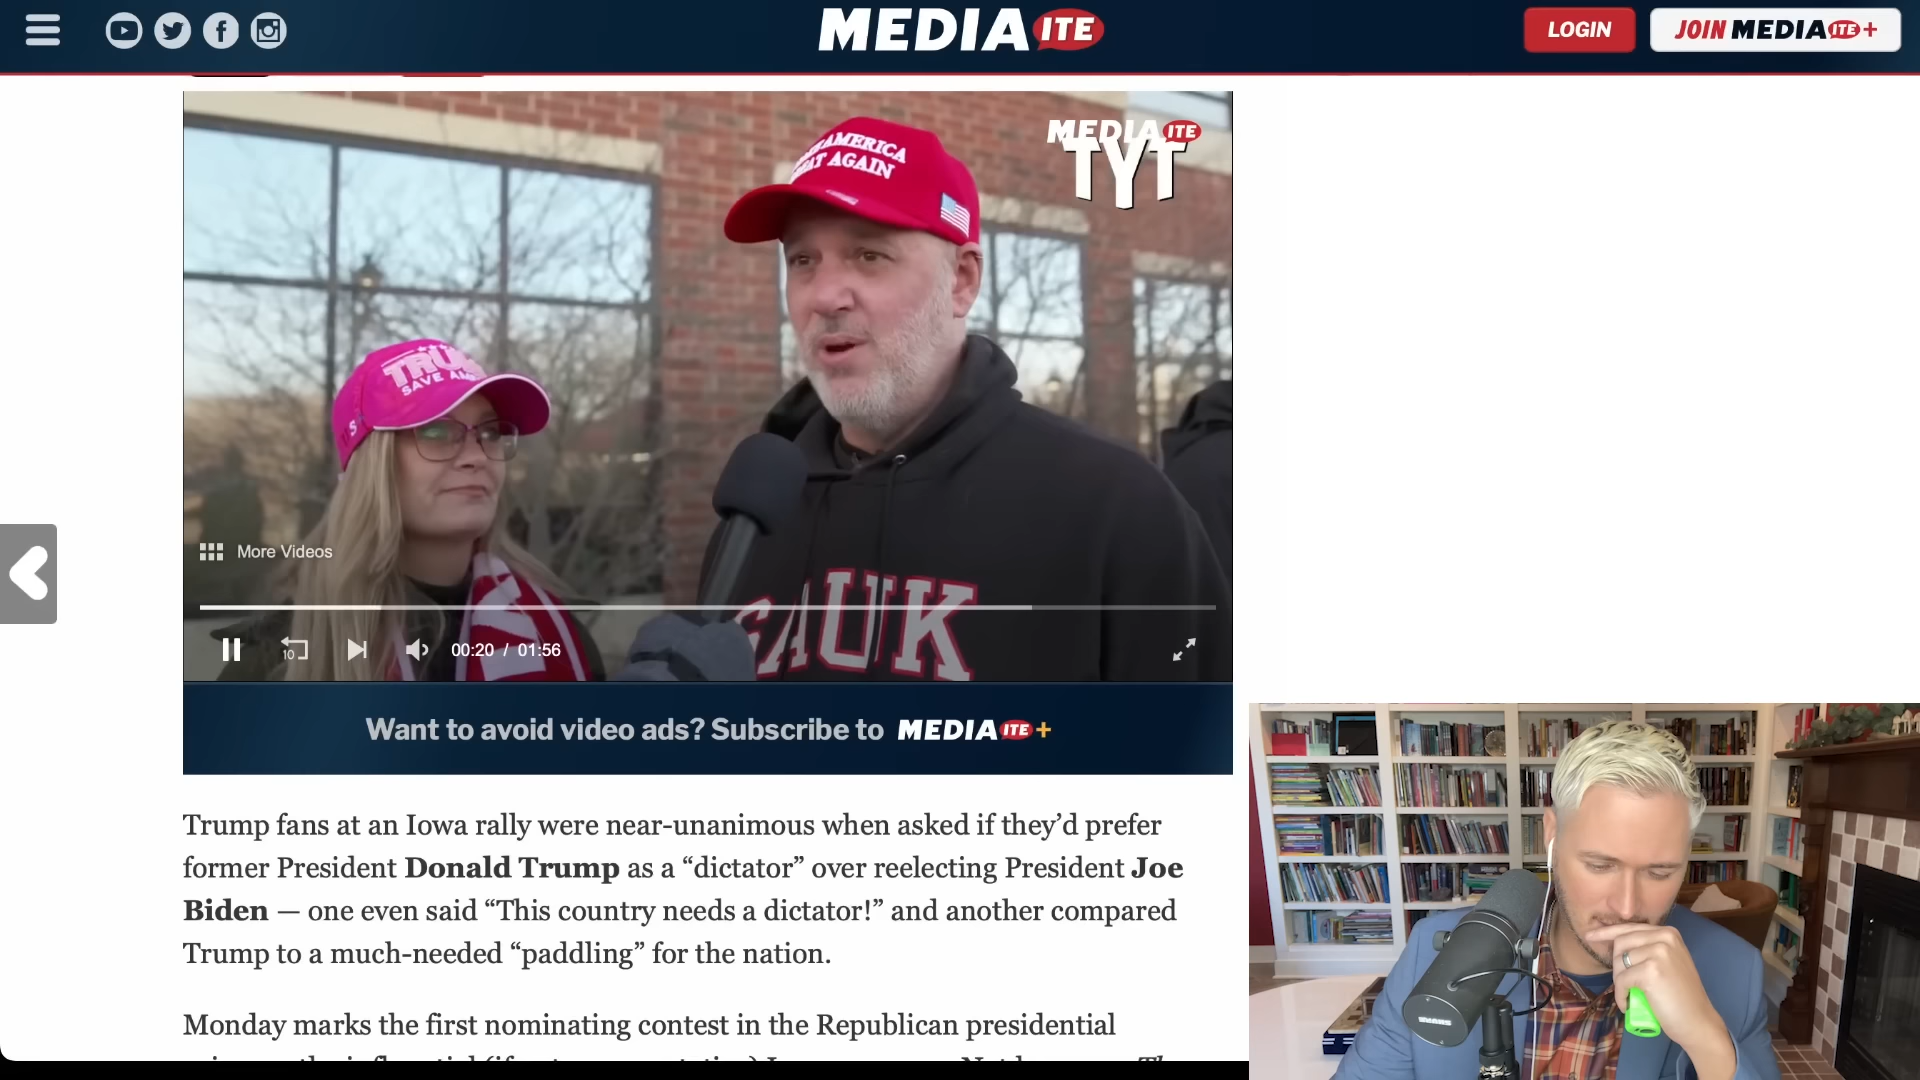 MEDIAITE
LOGIN
JOIN MEDIAITE+
AMERICA
AGAIN
MEDIAITE
TYT
TRUMP
SAVE
More Videos
AUK
10
00:20 / 01:56
Want to avoid video ads? Subscribe to MEDIAITE+
Trump fans at an Iowa rally were near-unanimous when asked if they’d prefer
former President Donald Trump as a “dictator” over reelecting President Joe
Biden — one even said “This country needs a dictator!” and another compared
Trump to a much-needed “paddling” for the nation.
Monday marks the first nominating contest in the Republican presidential